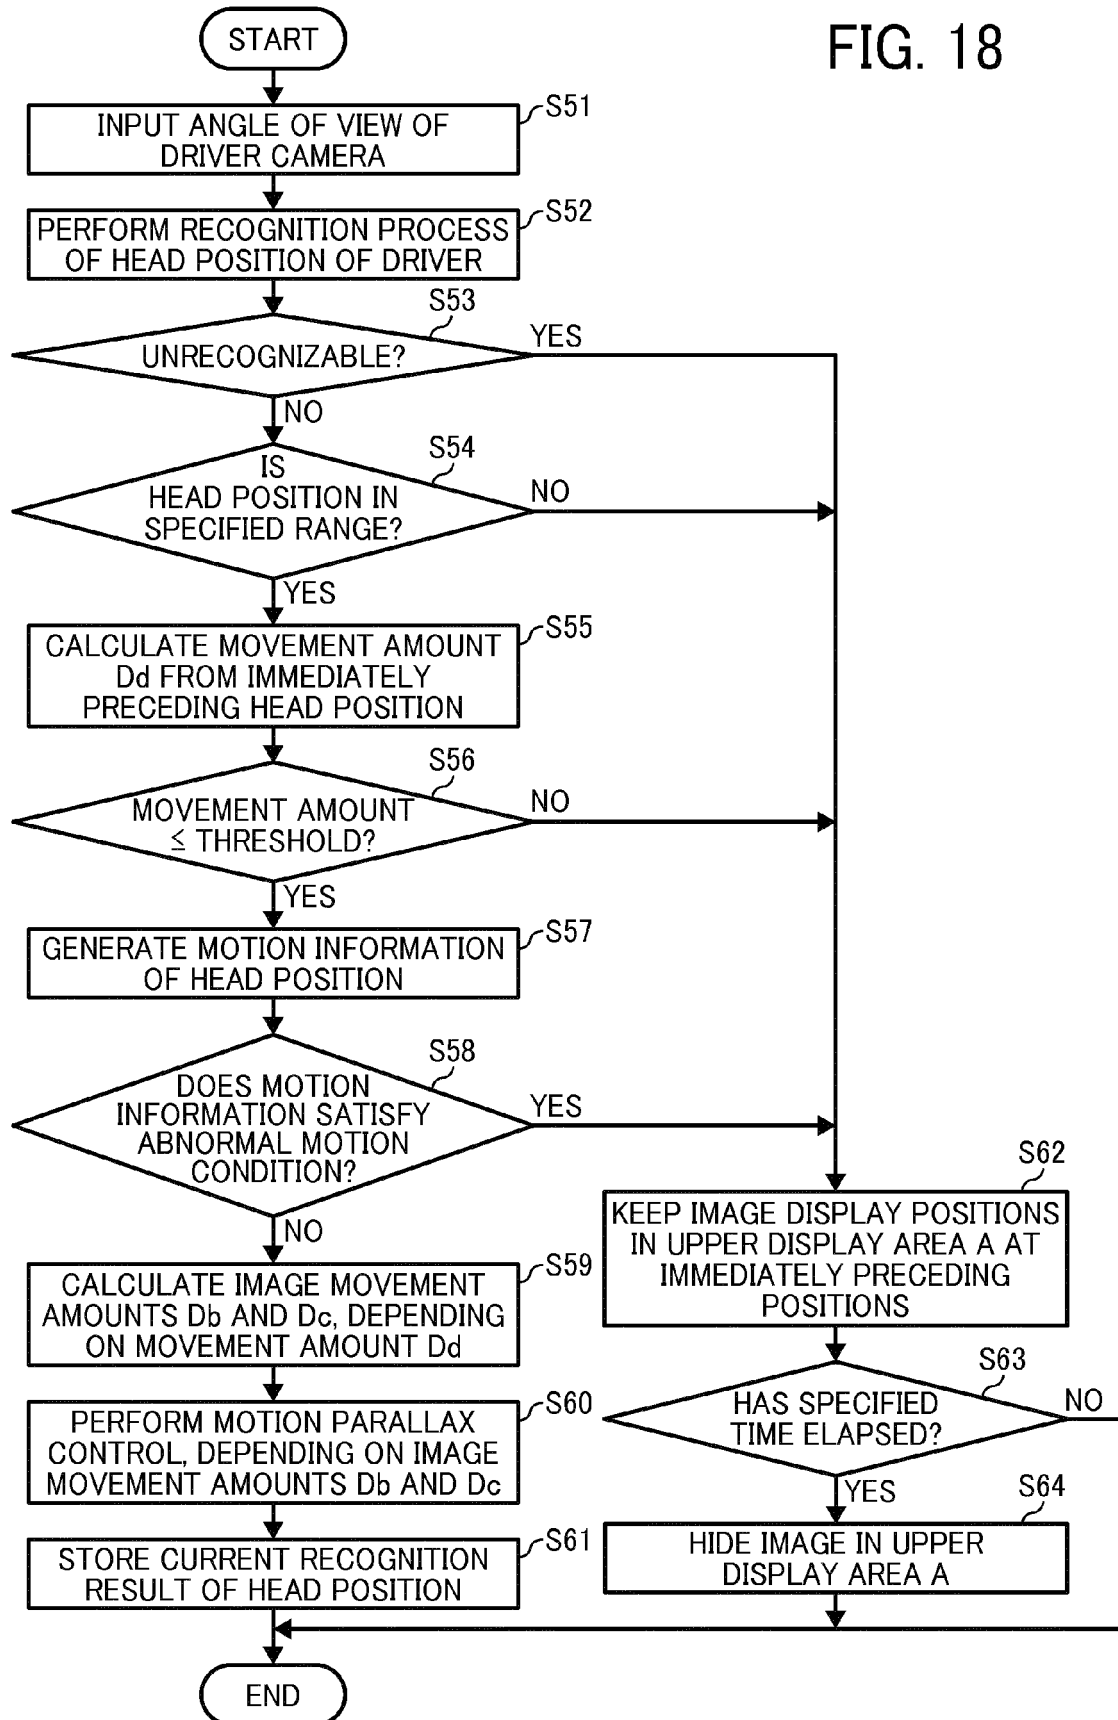 FIG. 18
START
S51
INPUT ANGLE OF VIEW OF
DRIVER CAMERA
S52
PERFORM RECOGNITION PROCESS
OF HEAD POSITION OF DRIVER
S53
UNRECOGNIZABLE?
YES
NO
S54
IS
HEAD POSITION IN
SPECIFIED RANGE?
NO
YES
S55
CALCULATE MOVEMENT AMOUNT
Dd FROM IMMEDIATELY
PRECEDING HEAD POSITION
S56
MOVEMENT AMOUNT
≦ THRESHOLD?
NO
YES
S57
GENERATE MOTION INFORMATION
OF HEAD POSITION
S58
DOES MOTION
INFORMATION SATISFY
ABNORMAL MOTION
CONDITION?
YES
NO
S59
CALCULATE IMAGE MOVEMENT
AMOUNTS Db AND Dc, DEPENDING
ON MOVEMENT AMOUNT Dd
S60
PERFORM MOTION PARALLAX
CONTROL, DEPENDING ON IMAGE
MOVEMENT AMOUNTS Db AND Dc
S61
STORE CURRENT RECOGNITION
RESULT OF HEAD POSITION
S62
KEEP IMAGE DISPLAY POSITIONS
IN UPPER DISPLAY AREA A AT
IMMEDIATELY PRECEDING
POSITIONS
S63
HAS SPECIFIED
TIME ELAPSED?
NO
YES
S64
HIDE IMAGE IN UPPER
DISPLAY AREA A
END